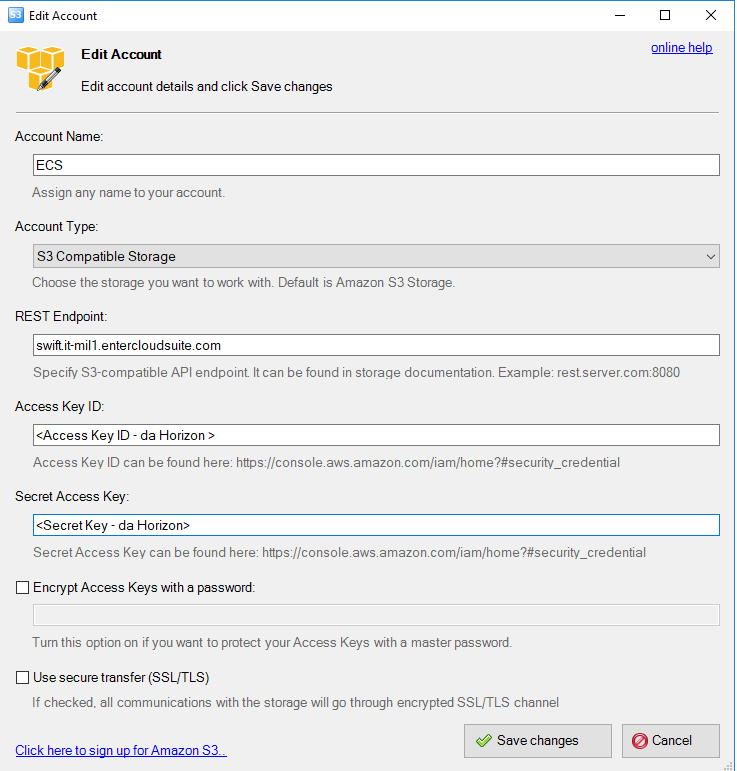 S3 Edit Account
Edit Account
online help
Edit account details and click Save changes
Account Name:
ECS
Assign any name to your account.
Account Type:
S3 Compatible Storage
Choose the storage you want to work with. Default is Amazon S3 Storage.
REST Endpoint:
swift.it-mil1.entercloudsuite.com
Specify S3-compatible API endpoint. It can be found in storage documentation. Example: rest.server.com:8080
Access Key ID:
<Access Key ID - da Horizon >
Access Key ID can be found here: https://console.aws.amazon.com/iam/home?#security_credential
Secret Access Key:
<Secret Key - da Horizon>
Secret Access Key can be found here: https://console.aws.amazon.com/iam/home?#security_credential
Encrypt Access Keys with a password:
Turn this option on if you want to protect your Access Keys with a master password.
Use secure transfer (SSL/TLS)
If checked, all communications with the storage will go through encrypted SSL/TLS channel
Click here to sign up for Amazon S3..
Save changes
Cancel